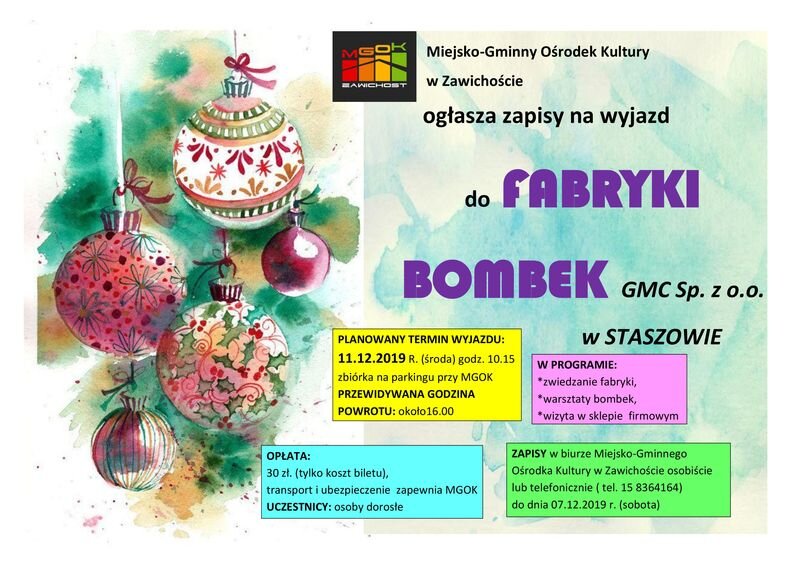 MGOK
ZAWICHOST
Miejsko-Gminny Ośrodek Kultury
w Zawichoście
ogłasza zapisy na wyjazd
do FABRYKI
BOMBEK GMC Sp. z o.o.
w STASZOWIE
PLANOWANY TERMIN WYJAZDU:
11.12.2019 R. (środa) godz. 10.15
zbiórka na parkingu przy MGOK
PRZEWIDYWANA GODZINA
POWROTU: około16.00
W PROGRAMIE:
*zwiedzanie fabryki,
*warsztaty bombek,
*wizyta w sklepie firmowym
OPŁATA:
30 zł. (tylko koszt biletu),
transport i ubezpieczenie zapewnia MGOK
UCZESTNICY: osoby dorosłe
ZAPISY w biurze Miejsko-Gminnego
Ośrodka Kultury w Zawichoście osobiście
lub telefonicznie ( tel. 15 8364164)
do dnia 07.12.2019 r. (sobota)